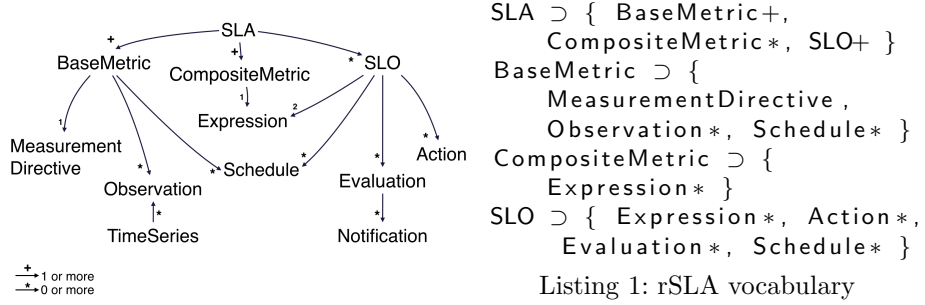 SLA
+
+
*
BaseMetric
CompositeMetric
SLO
1
2
Expression
1
*
*
*
*
*
Measurement
Directive
Observation
Schedule
Evaluation
Action
*
*
TimeSeries
Notification
+ 1 or more
* 0 or more
SLA ⊃ { BaseMetric+,
CompositeMetric*, SLO+ }
BaseMetric ⊃ {
MeasurementDirective,
Observation*, Schedule* }
CompositeMetric ⊃ {
Expression* }
SLO ⊃ { Expression*, Action*,
Evaluation*, Schedule* }
Listing 1: rSLA vocabulary